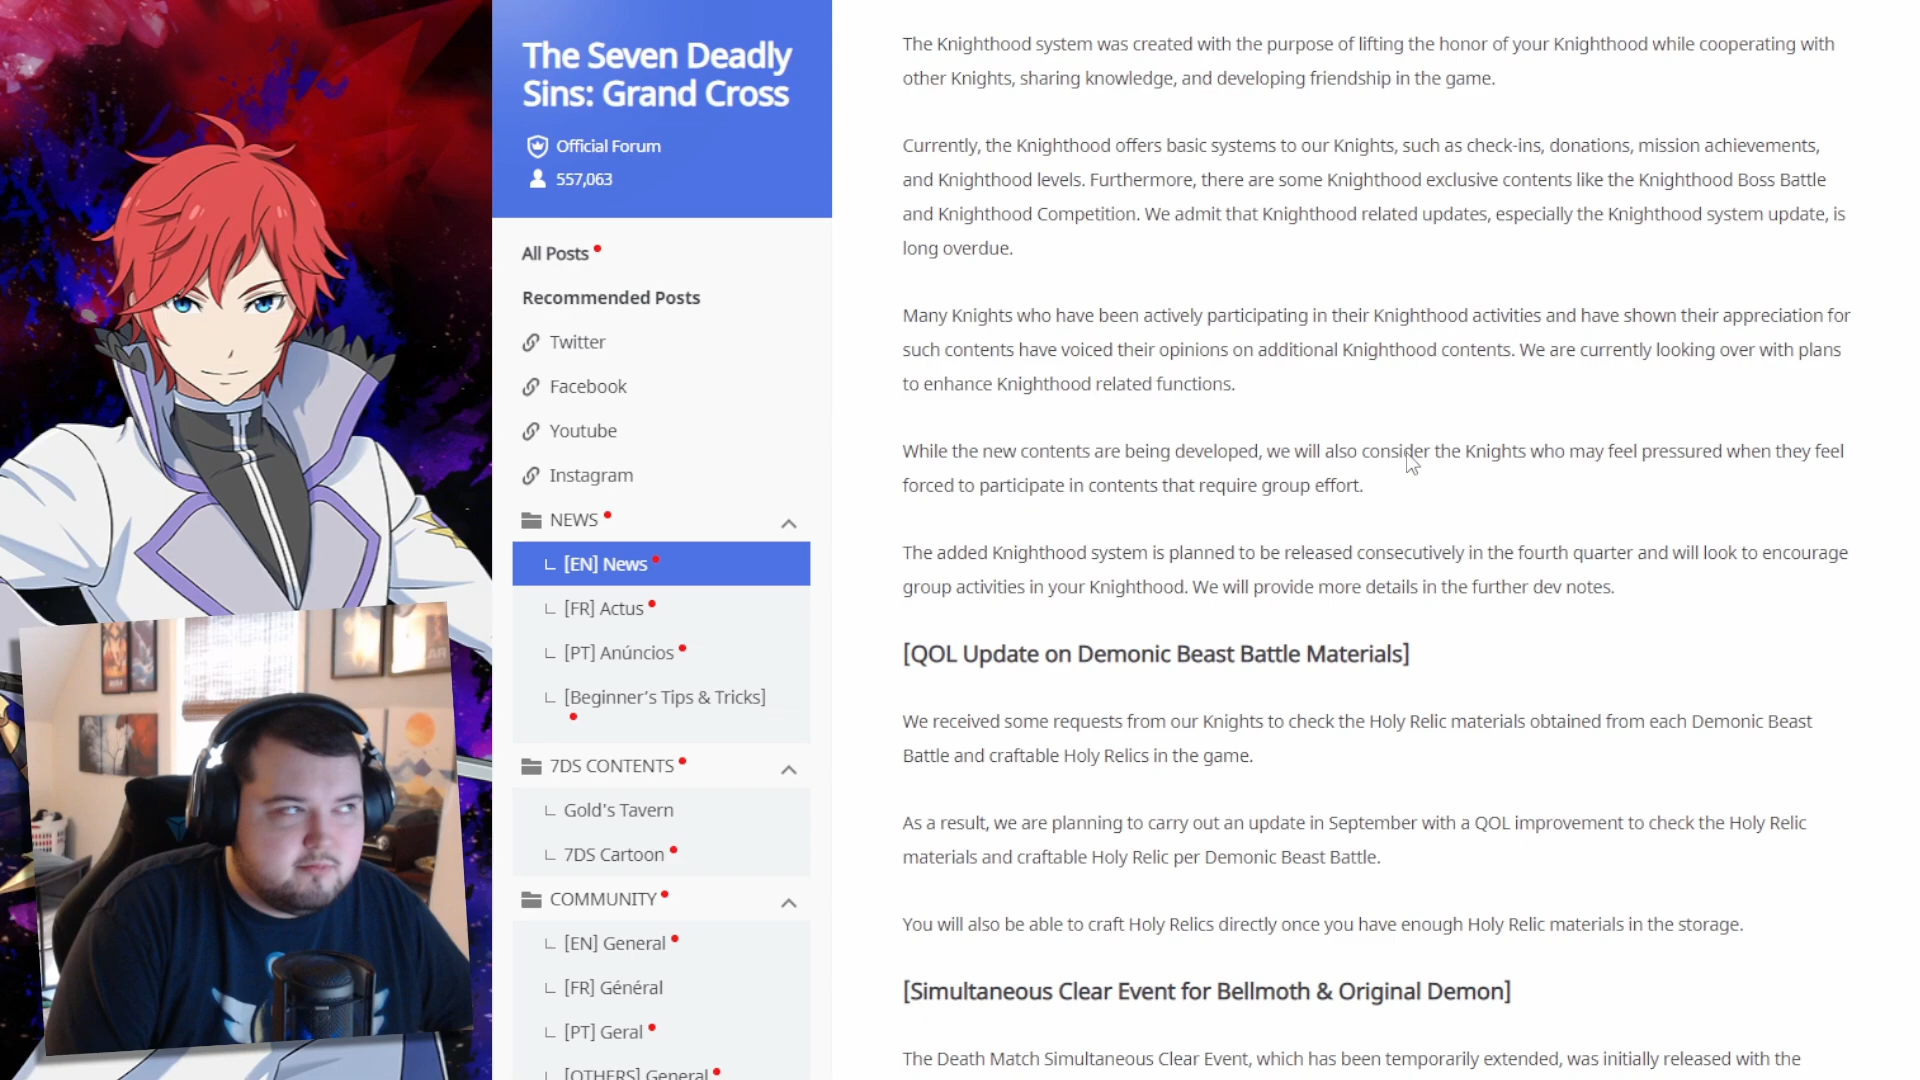 The Seven Deadly
Sins: Grand Cross
Official Forum
557,063
All Posts
Recommended Posts
Twitter
Facebook
Youtube
Instagram
NEWS
[EN] News
[FR] Actus
[PT] Anúncios
[Beginner's Tips & Tricks]
7DS CONTENTS
Gold's Tavern
7DS Cartoon
COMMUNITY
[EN] General
[FR] Général
[PT] Geral
[OTHERS] General
The Knighthood system was created with the purpose of lifting the honor of your Knighthood while cooperating with
other Knights, sharing knowledge, and developing friendship in the game.
Currently, the Knighthood offers basic systems to our Knights, such as check-ins, donations, mission achievements,
and Knighthood levels. Furthermore, there are some Knighthood exclusive contents like the Knighthood Boss Battle
and Knighthood Competition. We admit that Knighthood related updates, especially the Knighthood system update, is
long overdue.
Many Knights who have been actively participating in their Knighthood activities and have shown their appreciation for
such contents have voiced their opinions on additional Knighthood contents. We are currently looking over with plans
to enhance Knighthood related functions.
While the new contents are being developed, we will also consider the Knights who may feel pressured when they feel
forced to participate in contents that require group effort.
The added Knighthood system is planned to be released consecutively in the fourth quarter and will look to encourage
group activities in your Knighthood. We will provide more details in the further dev notes.
[QOL Update on Demonic Beast Battle Materials]
We received some requests from our Knights to check the Holy Relic materials obtained from each Demonic Beast
Battle and craftable Holy Relics in the game.
As a result, we are planning to carry out an update in September with a QOL improvement to check the Holy Relic
materials and craftable Holy Relic per Demonic Beast Battle.
You will also be able to craft Holy Relics directly once you have enough Holy Relic materials in the storage.
[Simultaneous Clear Event for Bellmoth & Original Demon]
The Death Match Simultaneous Clear Event, which has been temporarily extended, was initially released with the